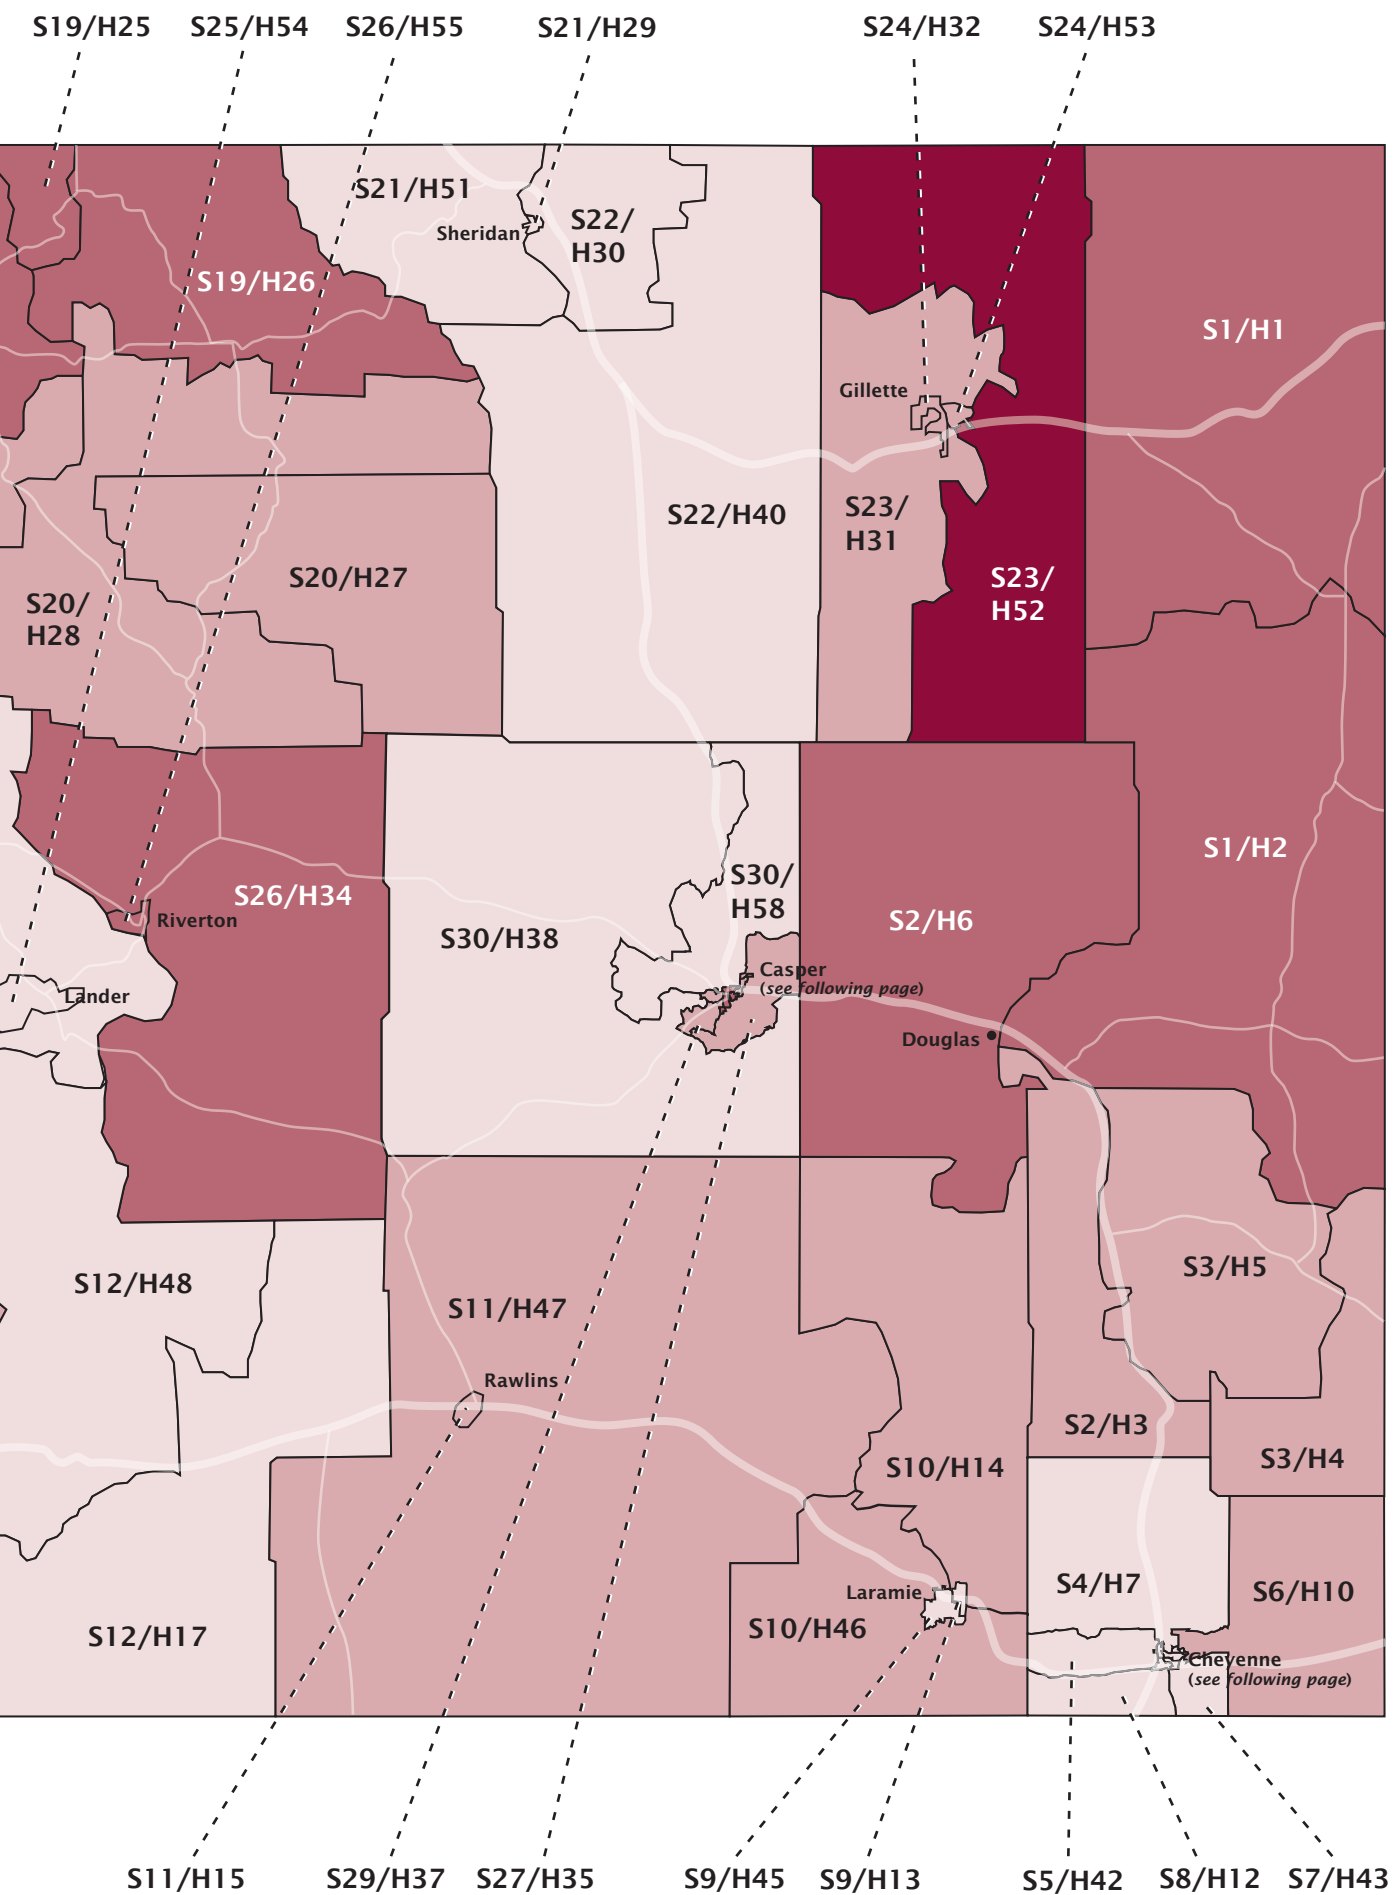 S19/H25
S25/H54
S26/H55
S21/H29
S24/H32
S24/H53
S21/H51
Sheridan
S22/
H30
S19/H26
S1/H1
Gillette
S22/H40
S23/
H31
S20/H27
S23/
H52
S20/
H28
S1/H2
S30/
H58
S26/H34
Riverton
S2/H6
S30/H38
Casper
(see following page)
Lander
Douglas
S3/H5
S12/H48
S11/H47
Rawlins
S2/H3
S3/H4
S10/H14
S4/H7
S6/H10
Laramie
S10/H46
S12/H17
Cheyenne
(see following page)
S11/H15
S29/H37
S27/H35
S9/H45
S9/H13
S5/H42
S8/H12
S7/H43